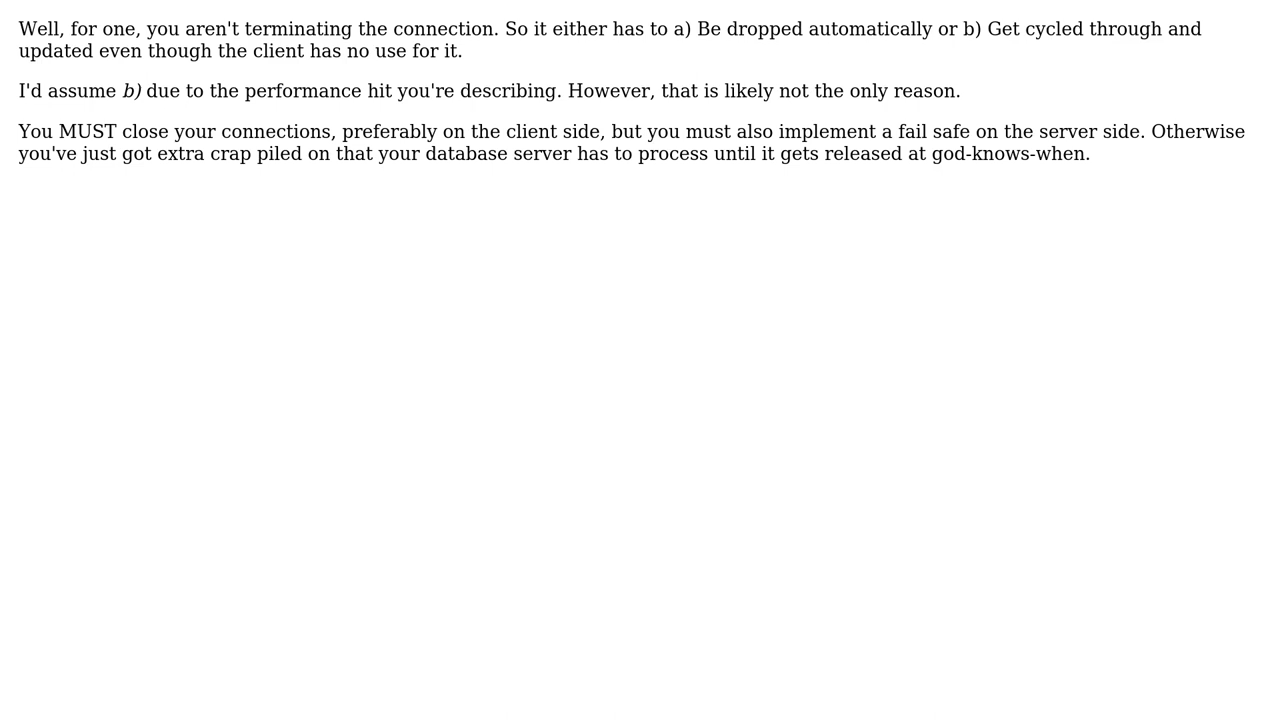 Well, for one, you aren't terminating the connection. So it either has to a) Be dropped automatically or b) Get cycled through and
updated even though the client has no use for it.
I'd assume b) due to the performance hit you're describing. However, that is likely not the only reason.
You MUST close your connections, preferably on the client side, but you must also implement a fail safe on the server side. Otherwise
you've just got extra crap piled on that your database server has to process until it gets released at god-knows-when.